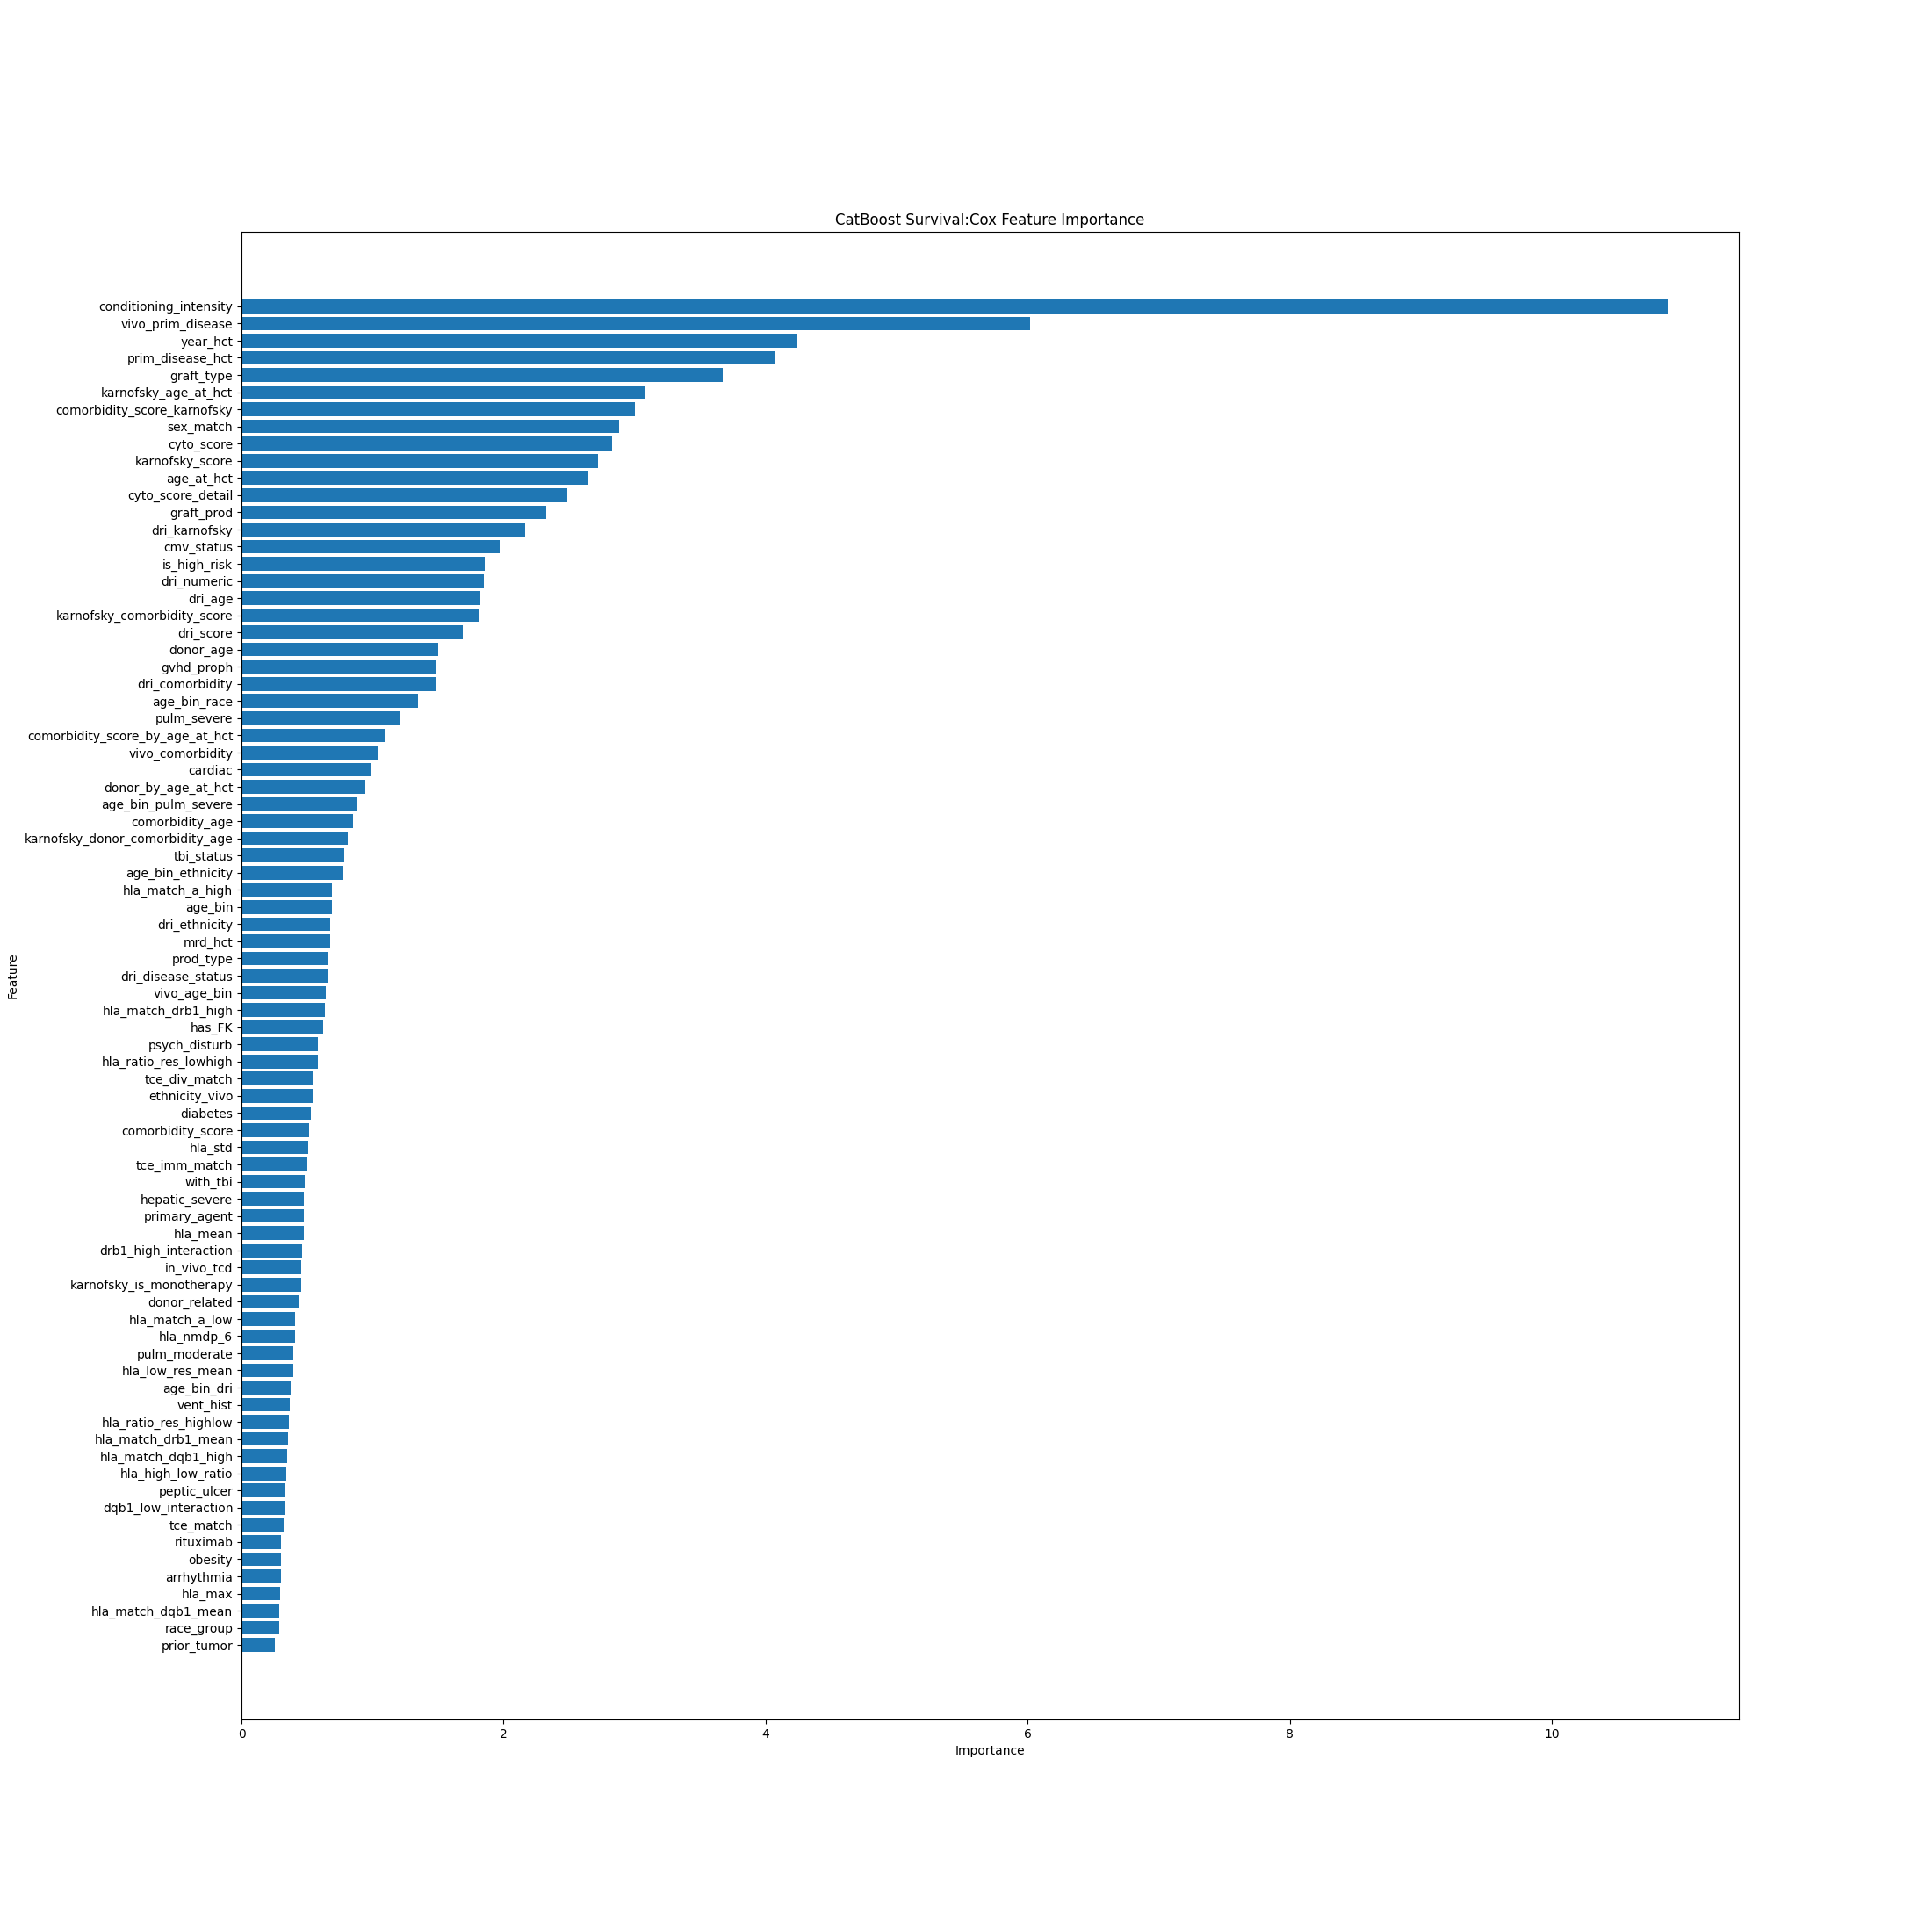 CatBoost Survival:Cox Feature Importance
conditioning_intensity
vivo_prim_disease
year_hct
prim_disease_hct
graft_type
karnofsky_age_at_hct
comorbidity_score_karnofsky
sex_match
cyto_score
karnofsky_score
age_at_hct
cyto_score_detail
graft_prod
dri_karnofsky
cmv_status
is_high_risk
dri_numeric
dri_age
karnofsky_comorbidity_score
dri_score
donor_age
gvhd_proph
dri_comorbidity
age_bin_race
pulm_severe
comorbidity_score_by_age_at_hct
vivo_comorbidity
cardiac
donor_by_age_at_hct
age_bin_pulm_severe
comorbidity_age
karnofsky_donor_comorbidity_age
tbi_status
age_bin_ethnicity
hla_match_a_high
age_bin
dri_ethnicity
mrd_hct
prod_type
dri_disease_status
vivo_age_bin
hla_match_drb1_high
has_FK
psych_disturb
hla_ratio_res_lowhigh
tce_div_match
ethnicity_vivo
diabetes
comorbidity_score
hla_std
tce_imm_match
with_tbi
hepatic_severe
primary_agent
hla_mean
drb1_high_interaction
in_vivo_tcd
karnofsky_is_monotherapy
donor_related
hla_match_a_low
hla_nmdp_6
pulm_moderate
hla_low_res_mean
age_bin_dri
vent_hist
hla_ratio_res_highlow
hla_match_drb1_mean
hla_match_dqb1_high
hla_high_low_ratio
peptic_ulcer
dqb1_low_interaction
tce_match
rituximab
obesity
arrhythmia
hla_max
hla_match_dqb1_mean
race_group
prior_tumor
Feature
0 2 4 6 8 10
Importance